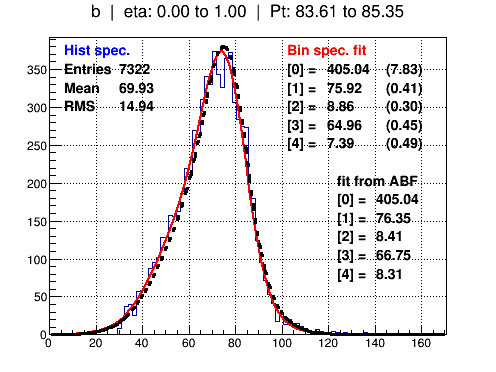 b | eta: 0.00 to 1.00 | Pt: 83.61 to 85.35
Hist spec.
Entries 7322
Mean 69.93
RMS 14.94
Bin spec. fit
[0] = 405.04 (7.83)
[1] = 75.92 (0.41)
[2] = 8.86 (0.30)
[3] = 64.96 (0.45)
[4] = 7.39 (0.49)
fit from ABF
[0] = 405.04
[1] = 76.35
[2] = 8.41
[3] = 66.75
[4] = 8.31
350
300
250
200
150
100
50
0
0 20 40 60 80 100 120 140 160